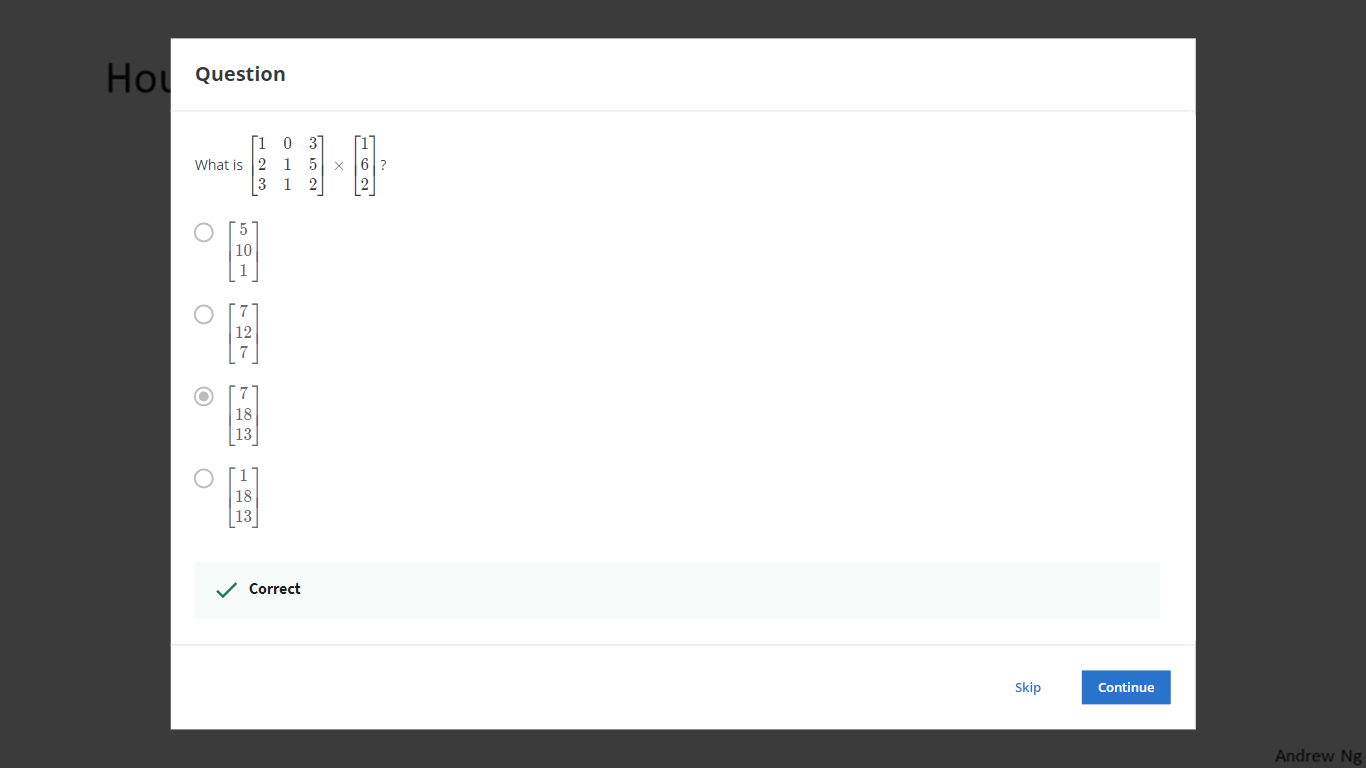 Hou
Question
What is [1 0 3
2 1 5
3 1 2] × [1
6
2] ?
5
10
1
7
12
7
7
18
13
1
18
13
Correct
Skip
Continue
Andrew Ng